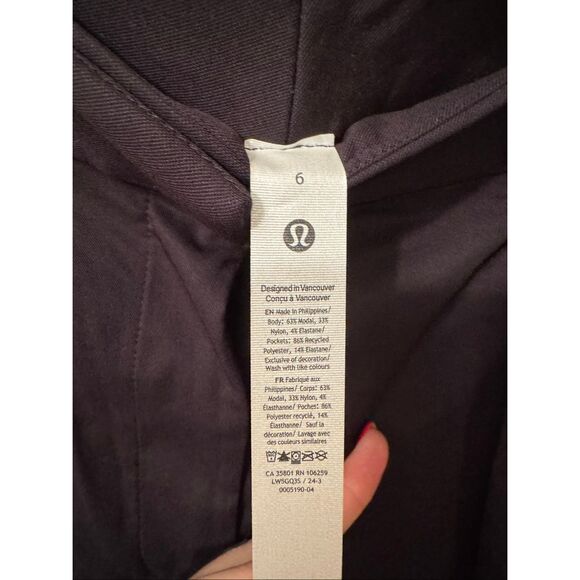 6
Designed in Vancouver
Conçu à Vancouver
EN Made in Philippines/
Body: 63% Modal, 33%
Nylon, 4% Elastane/
Pockets: 86% Recycled
Polyester, 14% Elastane/
Exclusive of decoration/
Wash with like colours
FR Fabriqué aux
Philippines/ Corps: 63%
Modal, 33% Nylon, 4%
Élasthanne/ Poches: 86%
Polyester recyclé, 14%
Élasthanne/ Sauf la
décoration/ Lavage avec
des couleurs similaires
CA 35801 RN 106259
LW5GQ3S / 24-3
0005190-04